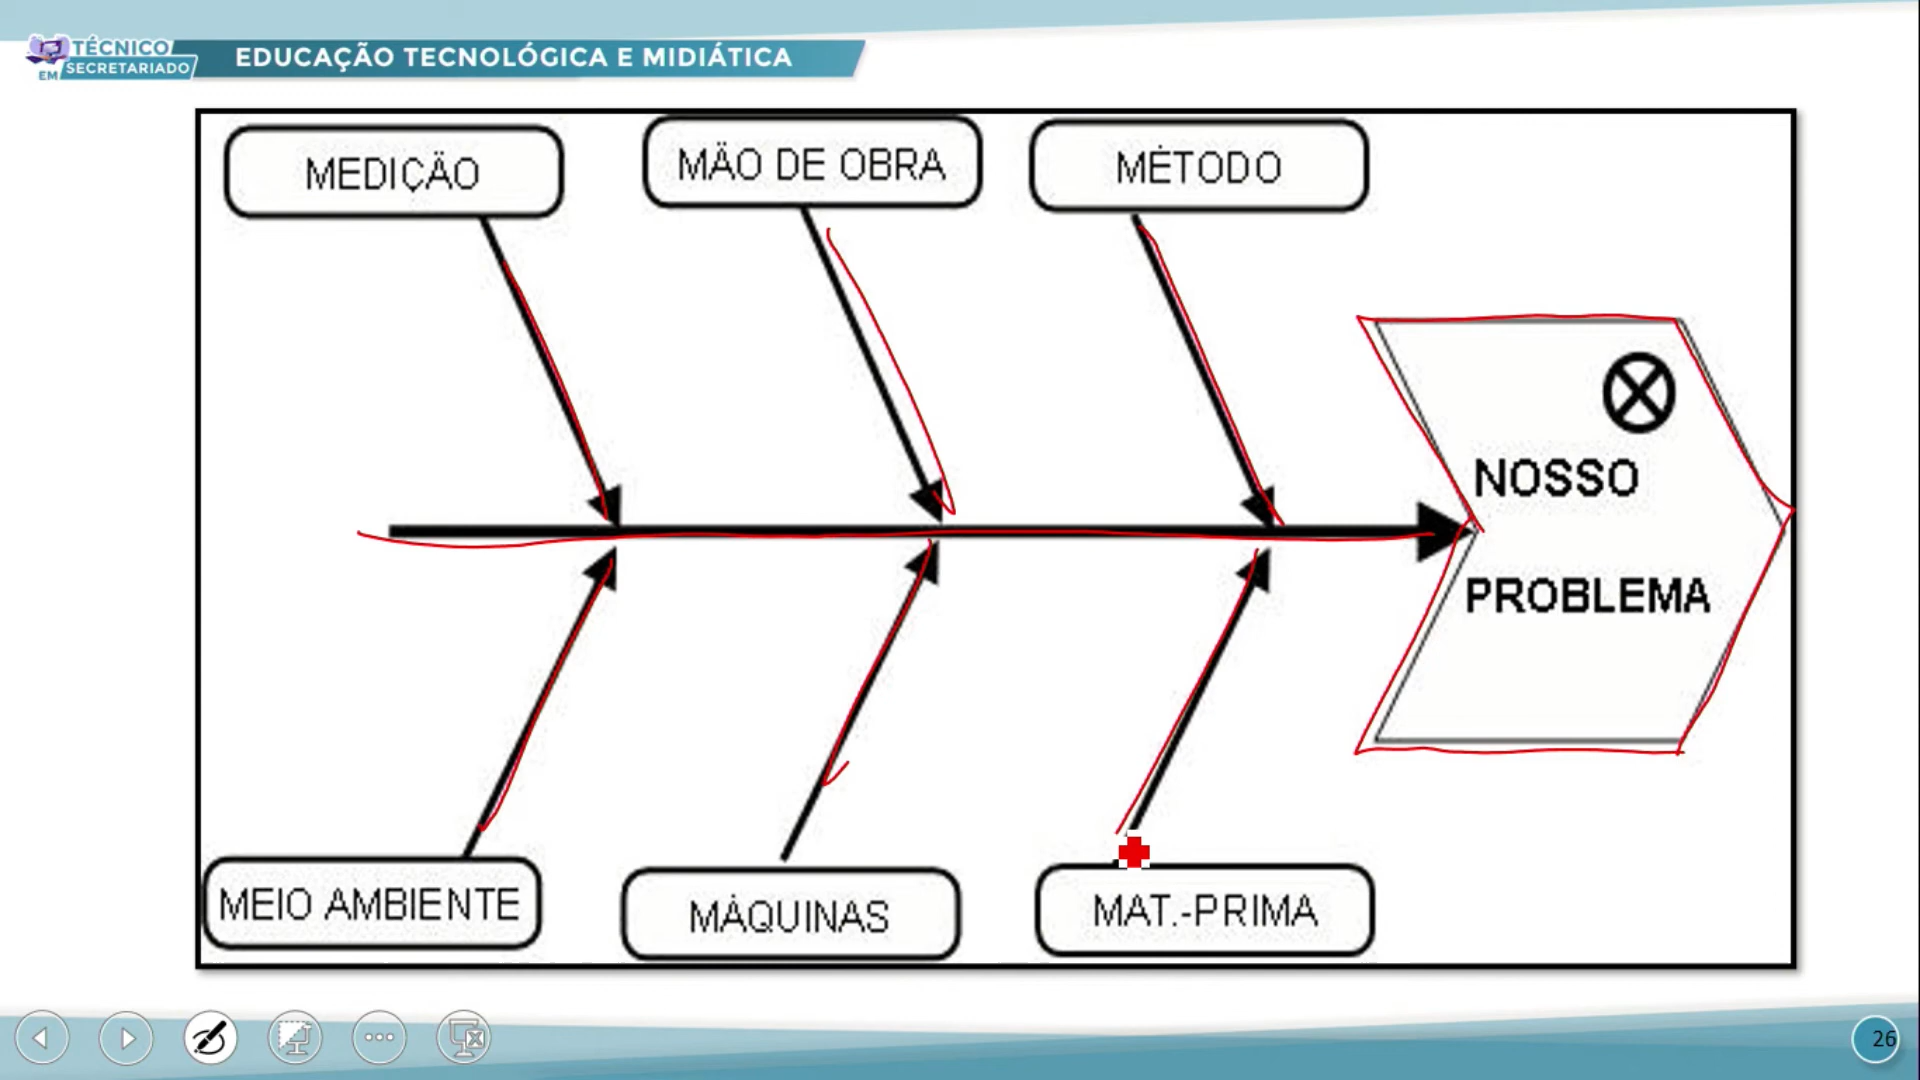 TÉCNICO
EM SECRETARIADO
EDUCAÇÃO TECNOLÓGICA E MIDIÁTICA
MEDIÇÃO
MÃO DE OBRA
MÉTODO
NOSSO
PROBLEMA
MEIO AMBIENTE
MÁQUINAS
MAT.-PRIMA
26